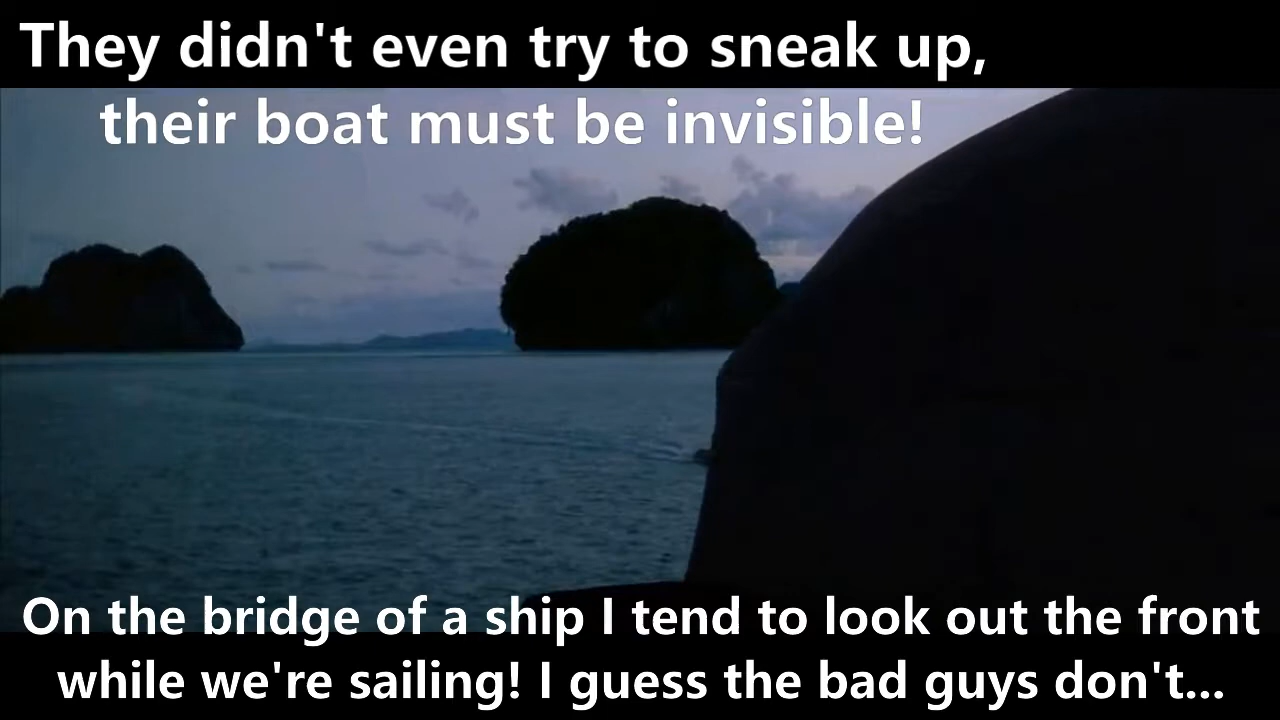 They didn't even try to sneak up,
their boat must be invisible!
On the bridge of a ship I tend to look out the front
while we're sailing! I guess the bad guys don't...